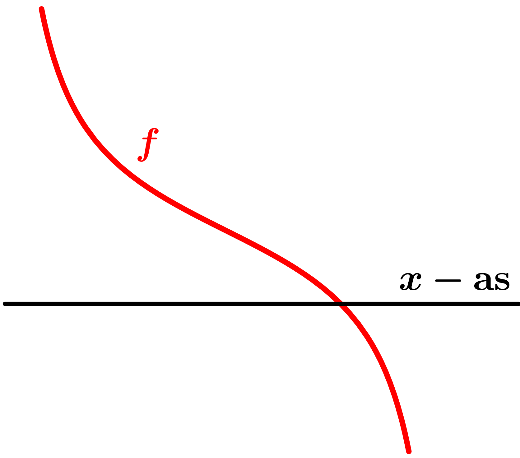 f
x – as